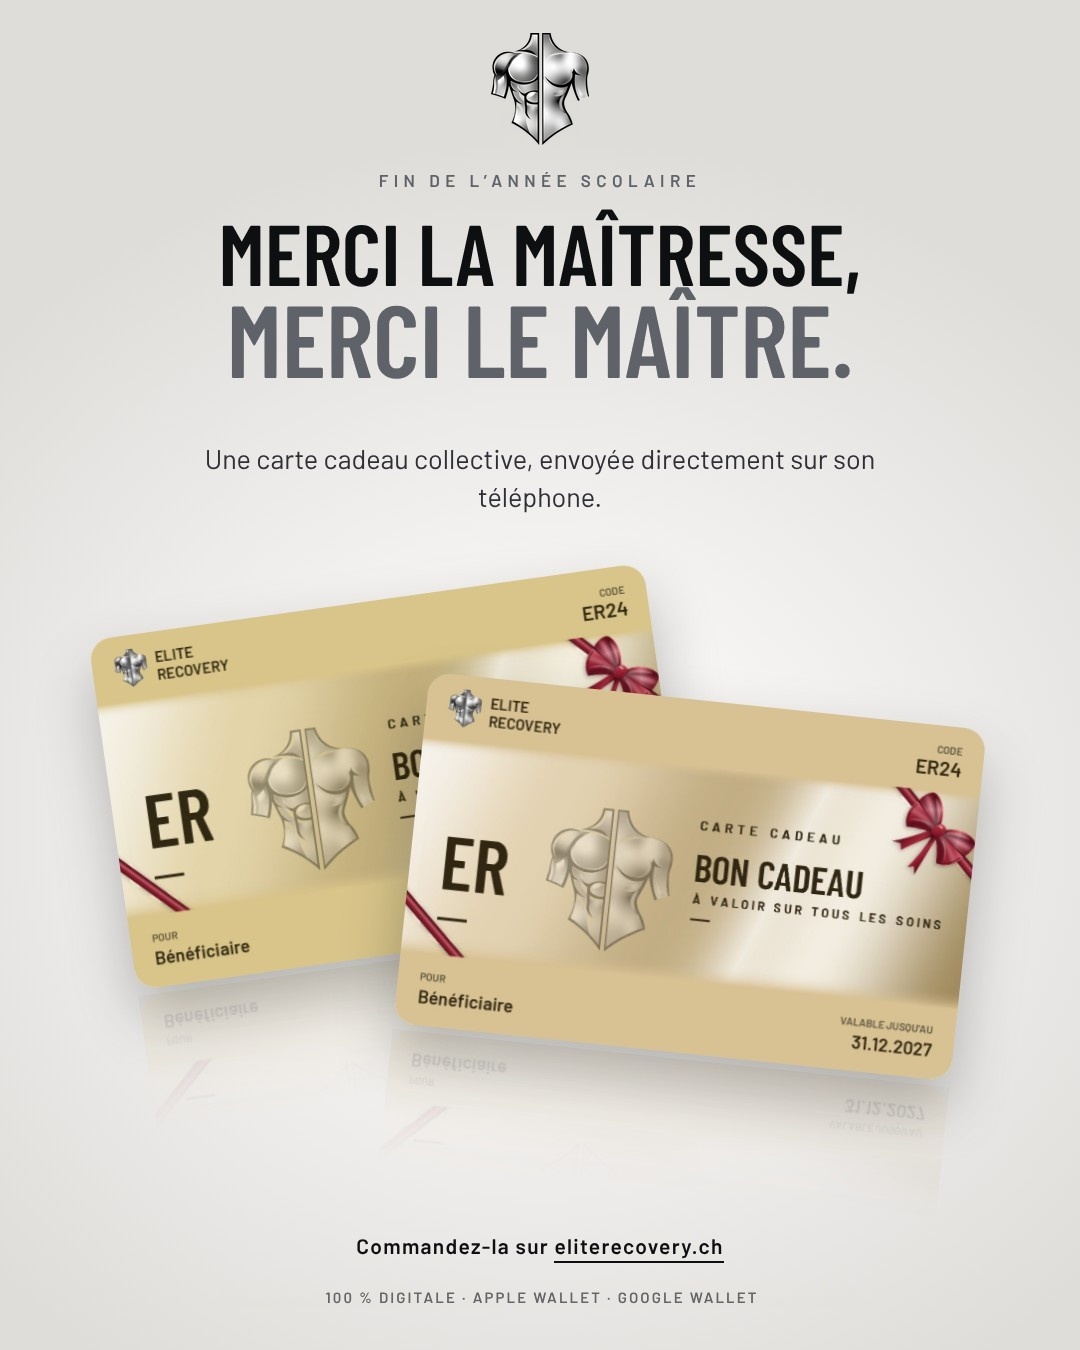 FIN DE L'ANNÉE SCOLAIRE
MERCI LA MAÎTRESSE,
MERCI LE MAÎTRE.
Une carte cadeau collective, envoyée directement sur son
téléphone.
ELITE
RECOVERY
CODE
ER24
ER
À
POUR
Bénéficiaire
ELITE
RECOVERY
CODE
ER24
ER
CARTE CADEAU
BON CADEAU
À VALOIR SUR TOUS LES SOINS
POUR
Bénéficiaire
VALABLE JUSQU'AU
31.12.2027
Commandez-la sur eliterecovery.ch
100 % DIGITALE · APPLE WALLET · GOOGLE WALLET